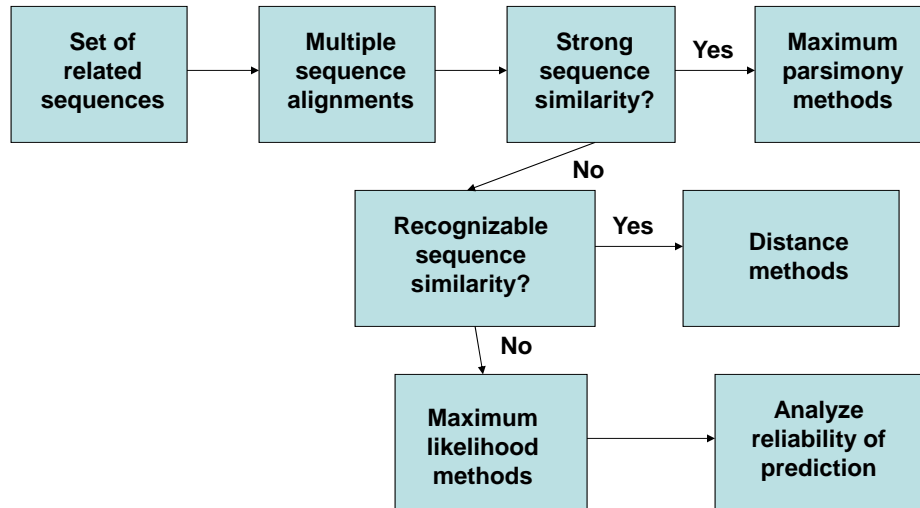 Set of
related
sequences
Multiple
sequence
alignments
Strong
sequence
similarity?
Yes
Maximum
parsimony
methods
No
Recognizable
sequence
similarity?
Yes
Distance
methods
No
Maximum
likelihood
methods
Analyze
reliability of
prediction